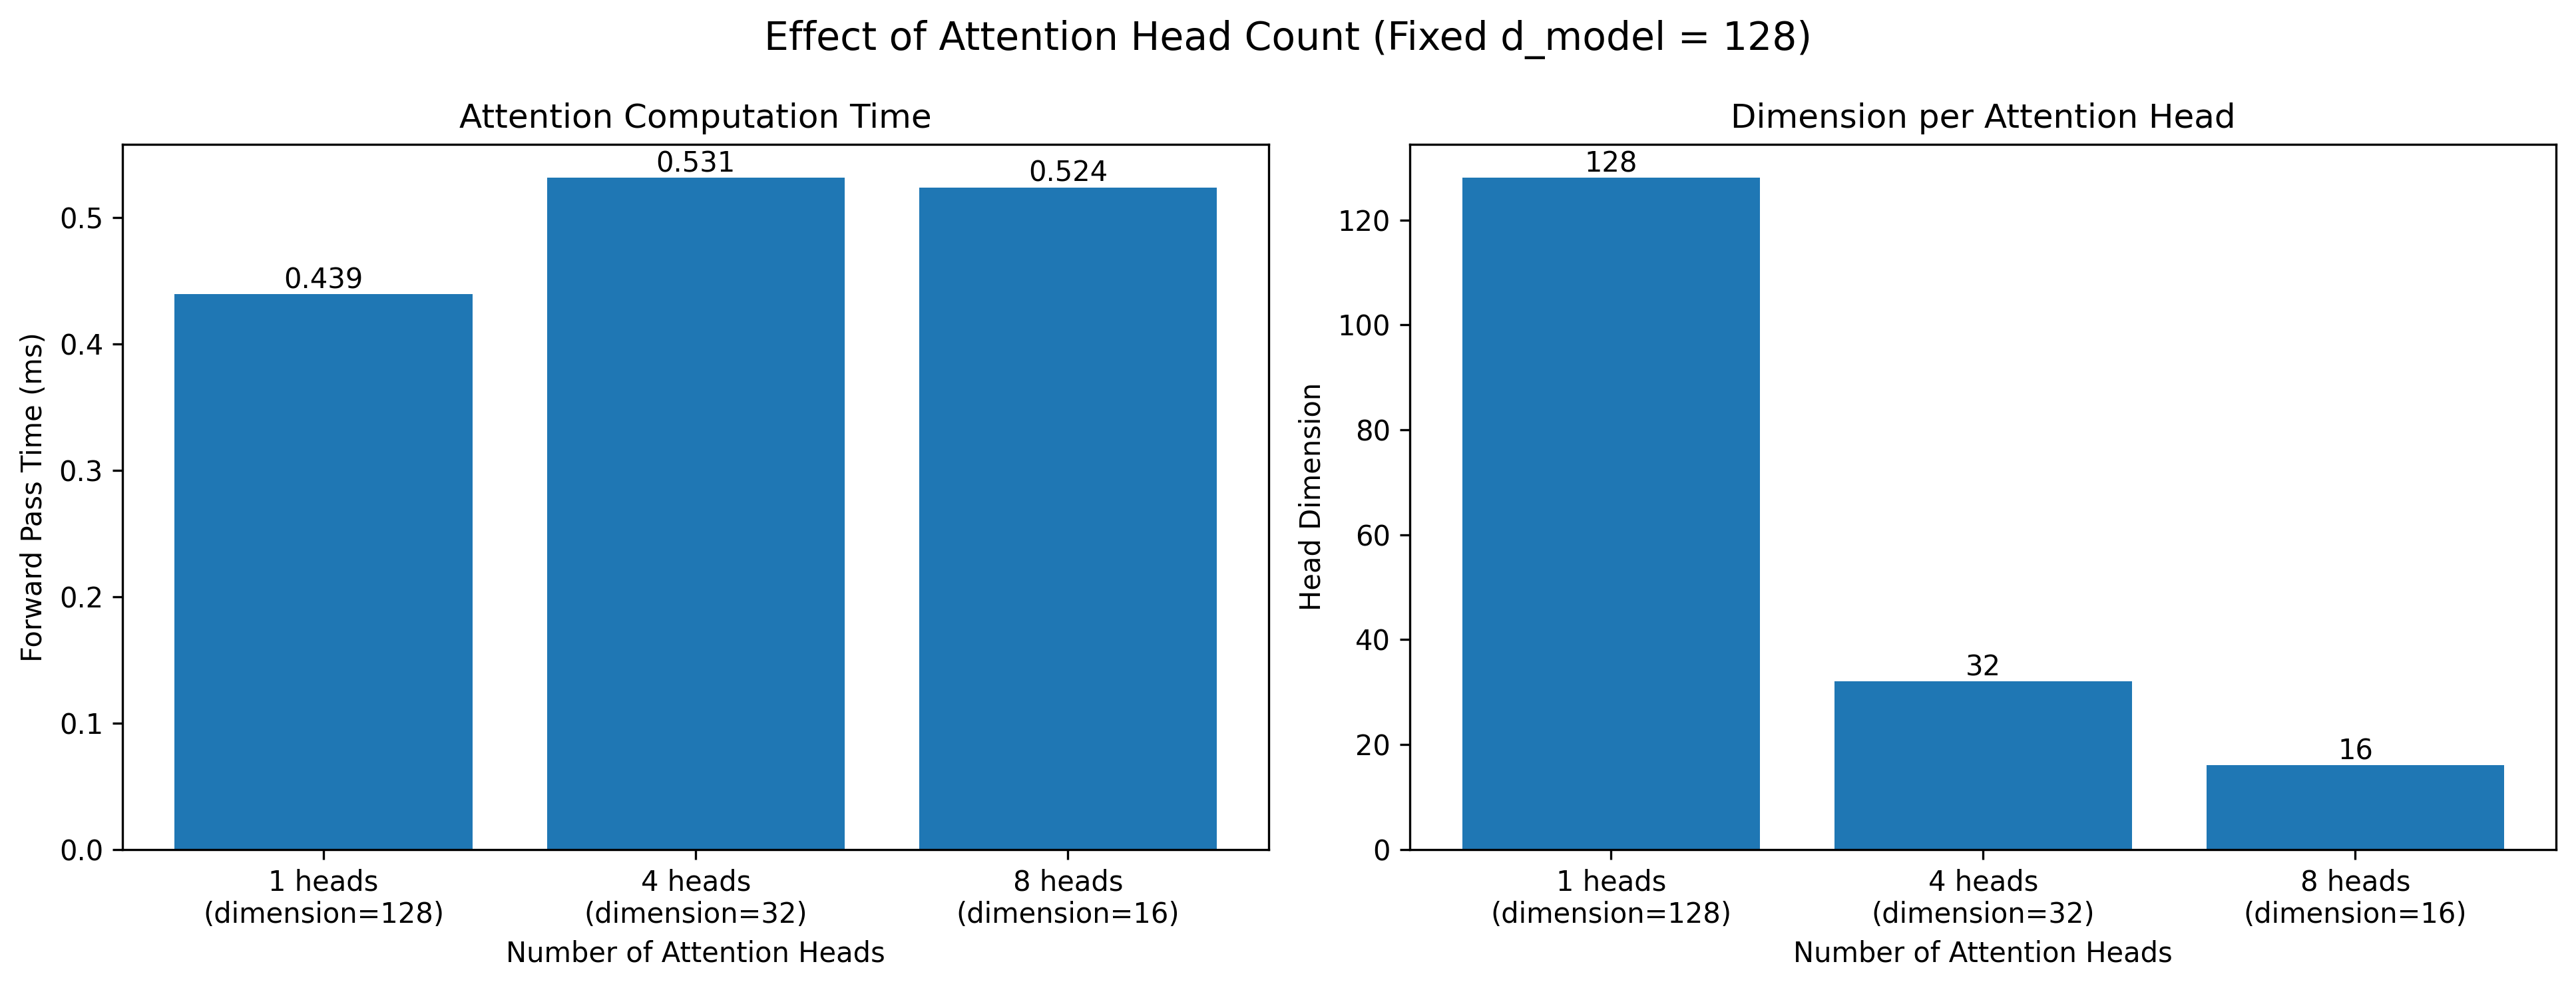 Effect of Attention Head Count (Fixed d_model = 128)
Attention Computation Time
Forward Pass Time (ms)
0.5
0.4
0.3
0.2
0.1
0.0
0.439
0.531
0.524
1 heads
(dimension=128)
4 heads
(dimension=32)
8 heads
(dimension=16)
Number of Attention Heads
Dimension per Attention Head
Head Dimension
120
100
80
60
40
20
0
128
32
16
1 heads
(dimension=128)
4 heads
(dimension=32)
8 heads
(dimension=16)
Number of Attention Heads